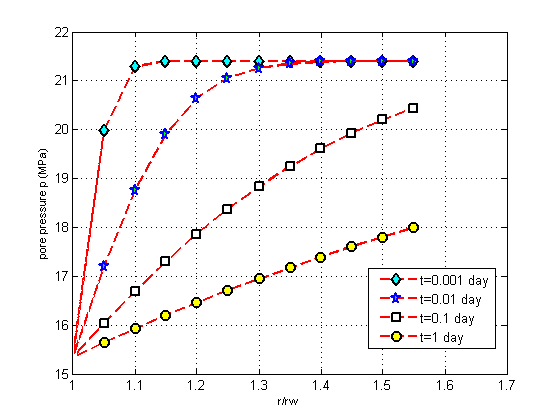 22
21
20
19
18
17
16
15
pore pressure p (MPa)
t=0.001 day
t=0.01 day
t=0.1 day
t=1 day
1 1.1 1.2 1.3 1.4 1.5 1.6 1.7
r/rw